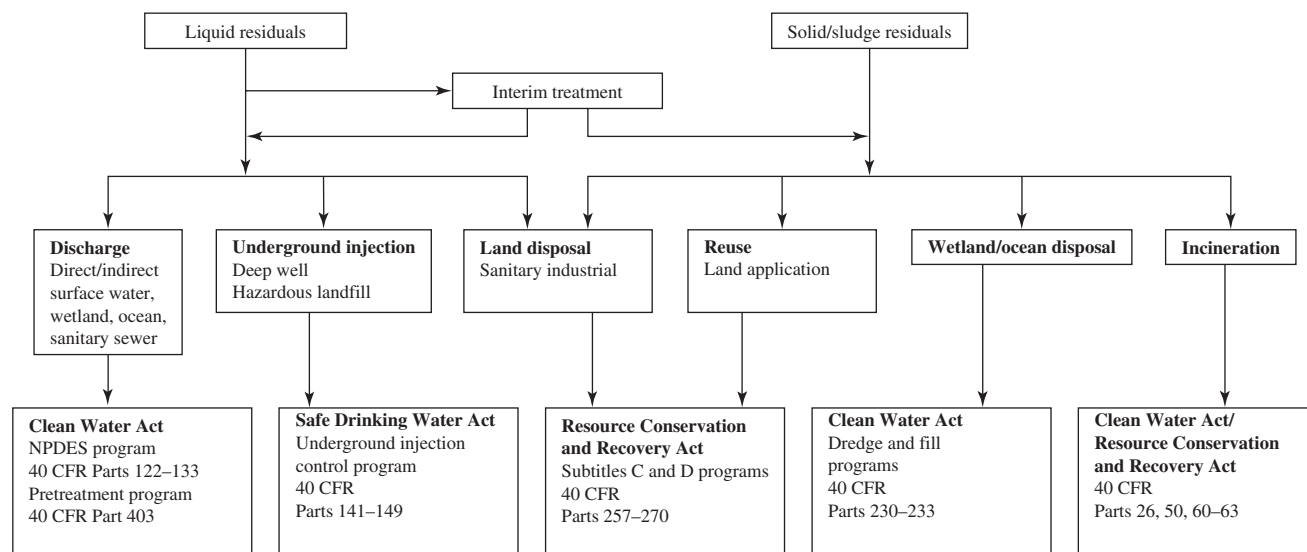 Liquid residuals
Solid/sludge residuals
Interim treatment
Discharge
Direct/indirect
surface water,
wetland, ocean,
sanitary sewer
Underground injection
Deep well
Hazardous landfill
Land disposal
Sanitary industrial
Reuse
Land application
Wetland/ocean disposal
Incineration
Clean Water Act
NPDES program
40 CFR Parts 122–133
Pretreatment program
40 CFR Part 403
Safe Drinking Water Act
Underground injection
control program
40 CFR
Parts 141–149
Resource Conservation
and Recovery Act
Subtitles C and D programs
40 CFR
Parts 257–270
Clean Water Act
Dredge and fill
programs
40 CFR
Parts 230–233
Clean Water Act/
Resource Conservation
and Recovery Act
40 CFR
Parts 26, 50, 60–63